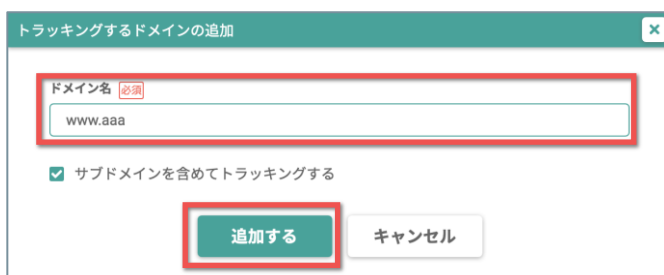 トラッキングするドメインの追加
ドメイン名 必須
www.aaa
サブドメインを含めてトラッキングする
追加する キャンセル